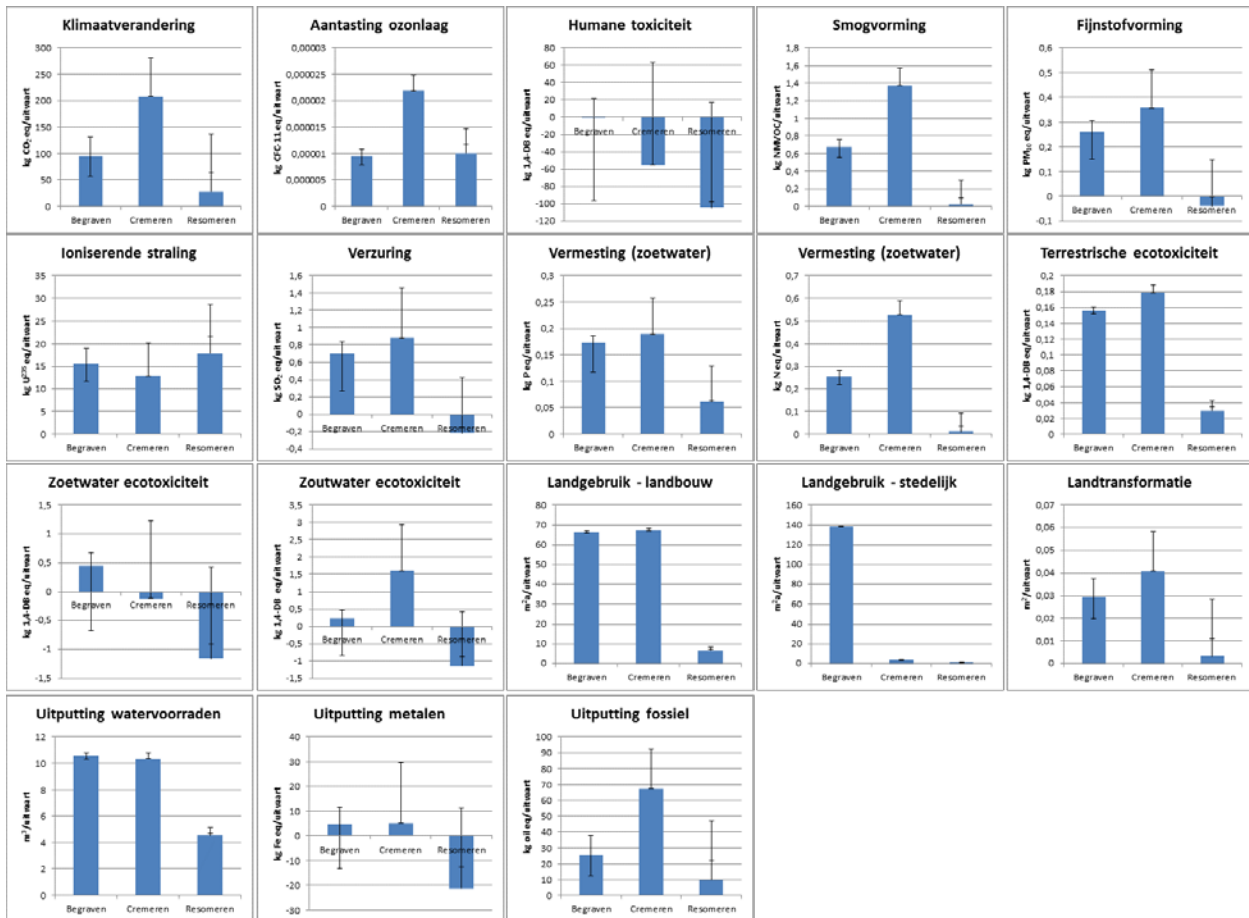 Klimaatverandering
kg CO₂ eq/uitvaart
300
250
200
150
100
50
0
Begraven Cremeren Resomeren
Aantasting ozonlaag
kg CFC-11 eq/uitvaart
0,00003
0,000025
0,00002
0,000015
0,00001
0,000005
0
Begraven Cremeren Resomeren
Humane toxiciteit
kg 1,4-DB eq/uitvaart
80
60
40
20
0
-20
-40
-60
-80
-100
-120
Begraven Cremeren Resomeren
Smogvorming
kg NMVOC/uitvaart
1,8
1,6
1,4
1,2
1
0,8
0,6
0,4
0,2
0
Begraven Cremeren Resomeren
Fijnstofvorming
kg PM₁₀ eq/uitvaart
0,6
0,5
0,4
0,3
0,2
0,1
0
-0,1
Begraven Cremeren Resomeren
Ioniserende straling
kg U²³⁵ eq/uitvaart
35
30
25
20
15
10
5
0
Begraven Cremeren Resomeren
Verzuring
kg SO₂ eq/uitvaart
1,6
1,4
1,2
1
0,8
0,6
0,4
0,2
0
-0,2
-0,4
Begraven Cremeren Resomeren
Vermesting (zoetwater)
kg P eq/uitvaart
0,3
0,25
0,2
0,15
0,1
0,05
0
Begraven Cremeren Resomeren
Vermesting (zoetwater)
kg N eq/uitvaart
0,7
0,6
0,5
0,4
0,3
0,2
0,1
0
Begraven Cremeren Resomeren
Terrestrische ecotoxiciteit
kg 1,4-DB eq/uitvaart
0,2
0,18
0,16
0,14
0,12
0,1
0,08
0,06
0,04
0,02
0
Begraven Cremeren Resomeren
Zoetwater ecotoxiciteit
kg 1,4-DB eq/uitvaart
1,5
1
0,5
0
-0,5
-1
-1,5
Begraven Cremeren Resomeren
Zoutwater ecotoxiciteit
kg 1,4-DB eq/uitvaart
3,5
3
2,5
2
1,5
1
0,5
0
-0,5
-1
-1,5
Begraven Cremeren Resomeren
Landgebruik - landbouw
m²a/uitvaart
80
70
60
50
40
30
20
10
0
Begraven Cremeren Resomeren
Landgebruik - stedelijk
m²a/uitvaart
160
140
120
100
80
60
40
20
0
Begraven Cremeren Resomeren
Landtransformatie
m²/uitvaart
0,07
0,06
0,05
0,04
0,03
0,02
0,01
0
Begraven Cremeren Resomeren
Uitputting watervoorraden
m³/uitvaart
12
10
8
6
4
2
0
Begraven Cremeren Resomeren
Uitputting metalen
kg Fe eq/uitvaart
40
30
20
10
0
-10
-20
-30
Begraven Cremeren Resomeren
Uitputting fossiel
kg oil eq/uitvaart
100
90
80
70
60
50
40
30
20
10
0
Begraven Cremeren Resomeren